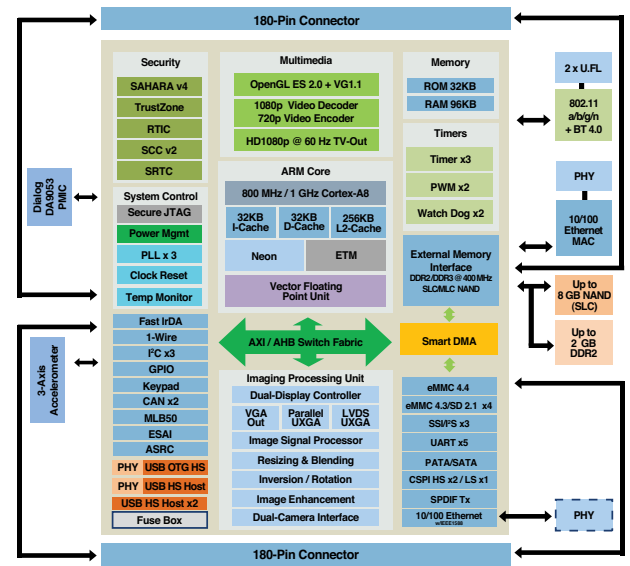 180-Pin Connector
Security
SAHARA v4
TrustZone
RTIC
SCC v2
SRTC
System Control
Secure JTAG
Power Mgmt
PLL x 3
Clock Reset
Temp Monitor
Fast IrDA
1-Wire
I²C x3
GPIO
Keypad
CAN x2
MLB50
ESAI
ASRC
PHY USB OTG HS
PHY USB HS Host
USB HS Host x2
Fuse Box
Dialog
DA9053
PMIC
3-Axis
Accelerometer
Multimedia
OpenGL ES 2.0 + VG1.1
1080p Video Decoder
720p Video Encoder
HD1080p @ 60 Hz TV-Out
ARM Core
800 MHz / 1 GHz Cortex-A8
32KB
I-Cache
32KB
D-Cache
256KB
L2-Cache
Neon
ETM
Vector Floating
Point Unit
AXI / AHB Switch Fabric
Imaging Processing Unit
Dual-Display Controller
VGA
Out
Parallel
UXGA
LVDS
UXGA
Image Signal Processor
Resizing & Blending
Inversion / Rotation
Image Enhancement
Dual-Camera Interface
Memory
ROM 32KB
RAM 96KB
Timers
Timer x3
PWM x2
Watch Dog x2
External Memory
Interface
DDR2/DDR3 @ 400 MHz
SLC/MLC NAND
Smart DMA
eMMC 4.4
eMMC 4.3/SD 2.1 x4
SSI/I²S x3
UART x5
PATA/SATA
CSPI HS x2 / LS x1
SPDIF Tx
10/100 Ethernet
w/IEEE1588
2 x U.FL
802.11
a/b/g/n
+ BT 4.0
PHY
10/100
Ethernet
MAC
Up to
8 GB NAND
(SLC)
Up to
2 GB
DDR2
PHY
180-Pin Connector